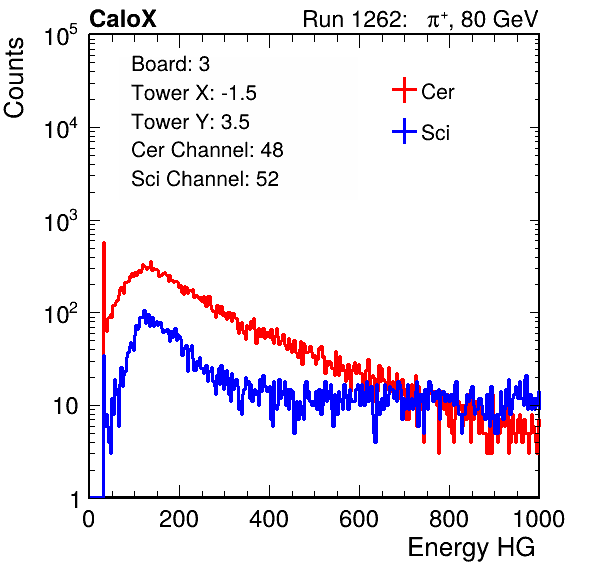 CaloX Run 1262: π⁺, 80 GeV
Counts
10⁵
10⁴
10³
10²
10
1
Board: 3
Tower X: -1.5
Tower Y: 3.5
Cer Channel: 48
Sci Channel: 52
Cer
Sci
0 200 400 600 800 1000
Energy HG